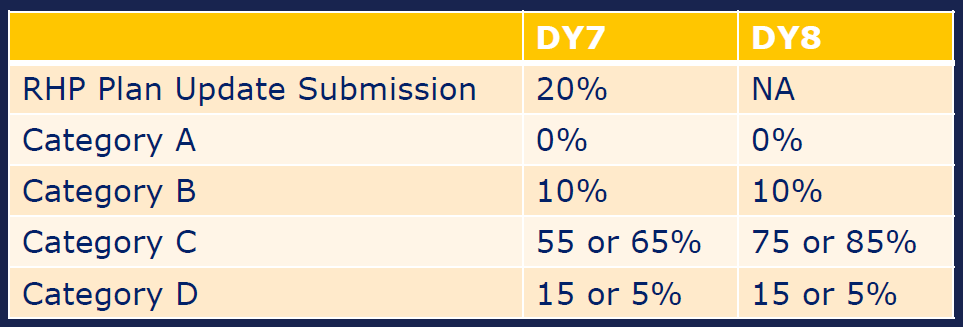 DY7 DY8
RHP Plan Update Submission 20% NA
Category A 0% 0%
Category B 10% 10%
Category C 55 or 65% 75 or 85%
Category D 15 or 5% 15 or 5%